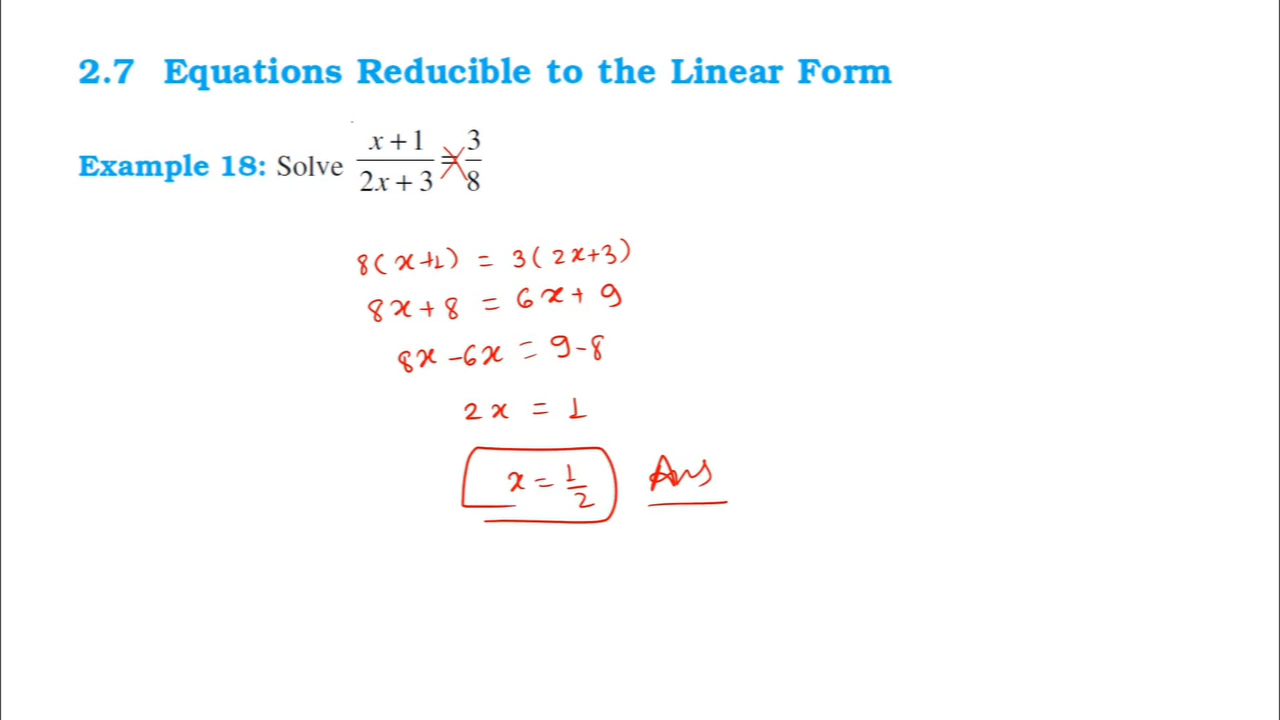 2.7 Equations Reducible to the Linear Form
Example 18: Solve (x+1)/(2x+3) = 3/8
8(x+1) = 3(2x+3)
8x+8 = 6x+9
8x-6x = 9-8
2x = 1
x = 1/2 Ans